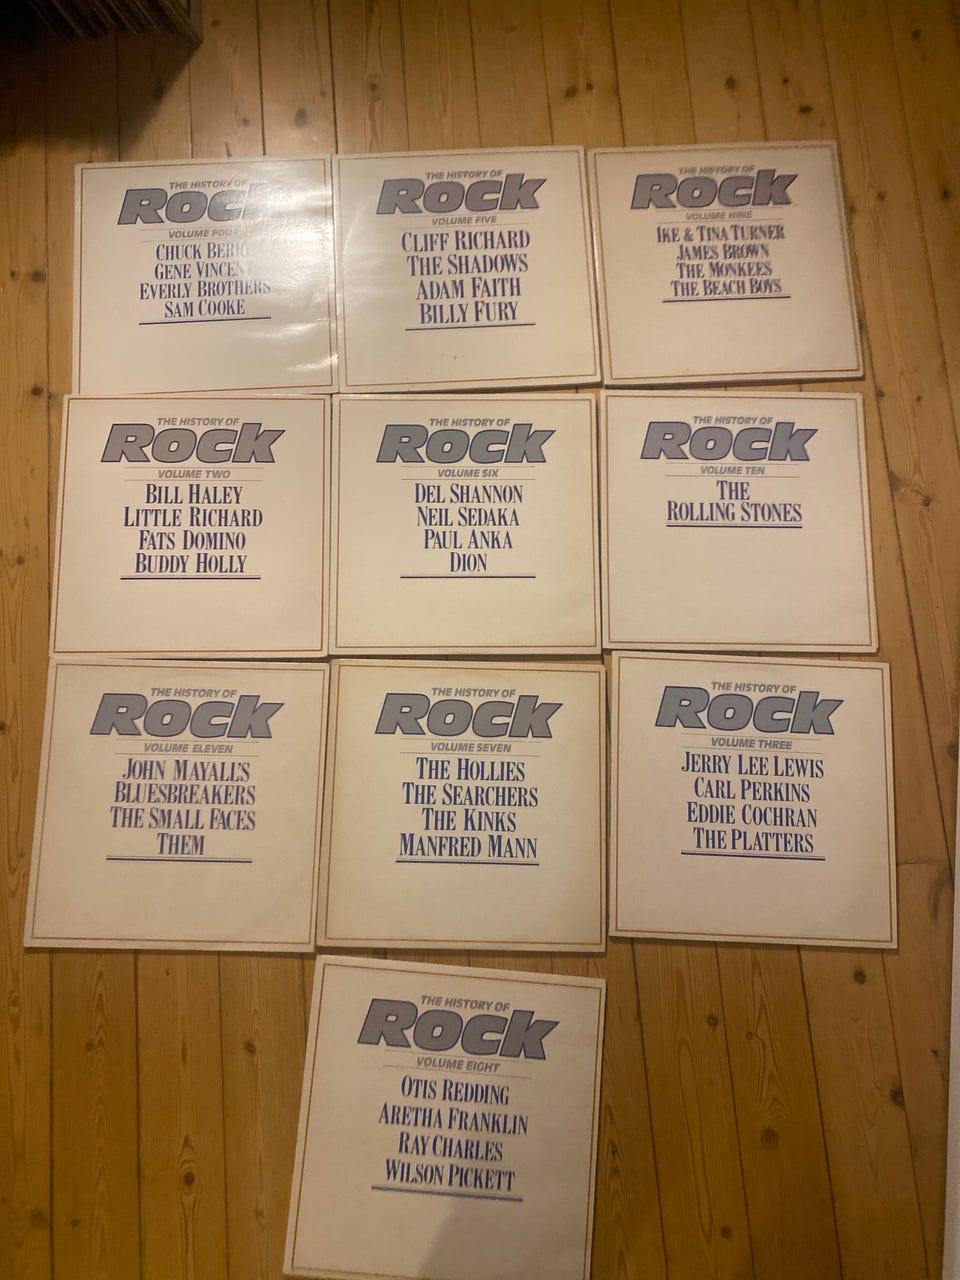 THE HISTORY OF
Rock
VOLUME FOUR
CHUCK BERRY
GENE VINCENT
EVERLY BROTHERS
SAM COOKE
THE HISTORY OF
Rock
VOLUME FIVE
CLIFF RICHARD
THE SHADOWS
ADAM FAITH
BILLY FURY
THE HISTORY OF
Rock
VOLUME NINE
IKE & TINA TURNER
JAMES BROWN
THE MONKEES
THE BEACH BOYS
THE HISTORY OF
Rock
VOLUME TWO
BILL HALEY
LITTLE RICHARD
FATS DOMINO
BUDDY HOLLY
THE HISTORY OF
Rock
VOLUME SIX
DEL SHANNON
NEIL SEDAKA
PAUL ANKA
DION
THE HISTORY OF
Rock
VOLUME TEN
THE
ROLLING STONES
THE HISTORY OF
Rock
VOLUME ELEVEN
JOHN MAYALL'S
BLUESBREAKERS
THE SMALL FACES
THEM
THE HISTORY OF
Rock
VOLUME SEVEN
THE HOLLIES
THE SEARCHERS
THE KINKS
MANFRED MANN
THE HISTORY OF
Rock
VOLUME THREE
JERRY LEE LEWIS
CARL PERKINS
EDDIE COCHRAN
THE PLATTERS
THE HISTORY OF
Rock
VOLUME EIGHT
OTIS REDDING
ARETHA FRANKLIN
RAY CHARLES
WILSON PICKETT